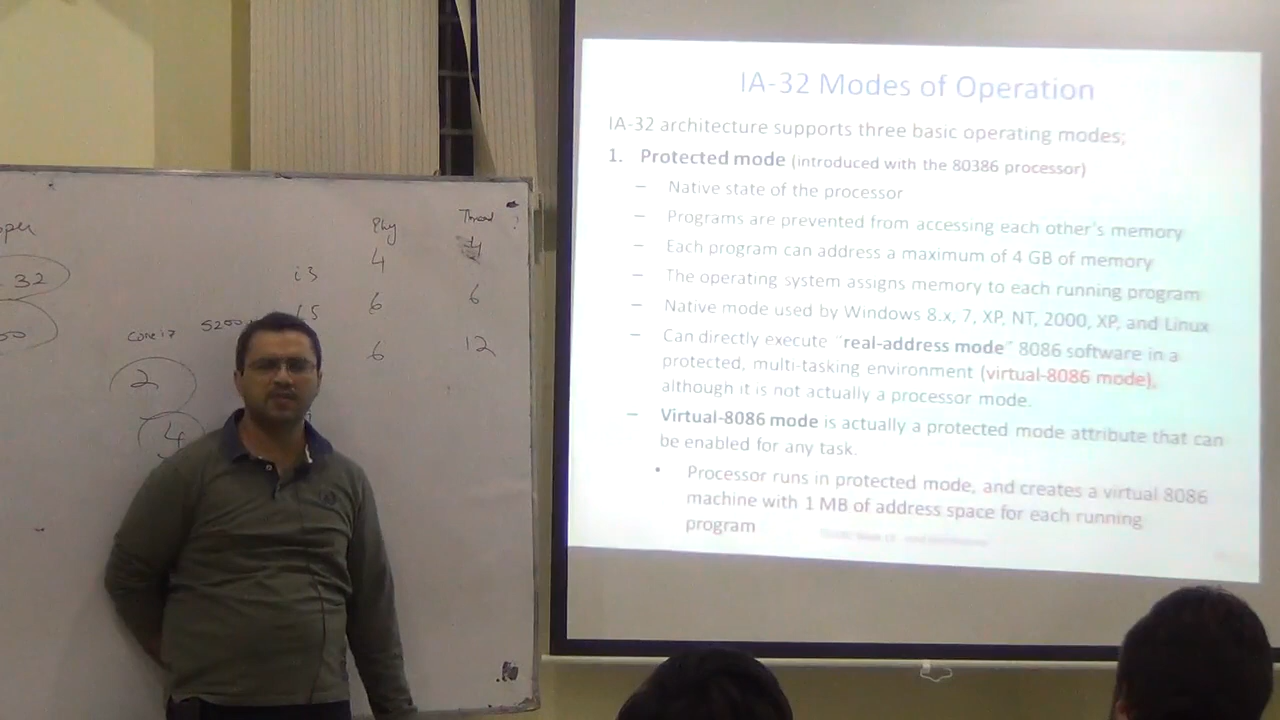 Phy Thread
4 4
i3
32
6 6
i5
core i7 5200
6 12
2
4
IA-32 Modes of Operation
IA-32 architecture supports three basic operating modes;
1. Protected mode (introduced with the 80386 processor)
– Native state of the processor
– Programs are prevented from accessing each other's memory
– Each program can address a maximum of 4 GB of memory
– The operating system assigns memory to each running program
– Native mode used by Windows 8.x, 7, XP, NT, 2000, XP, and Linux
– Can directly execute "real-address mode" 8086 software in a
protected, multi-tasking environment (virtual-8086 mode),
although it is not actually a processor mode.
– Virtual-8086 mode is actually a protected mode attribute that can
be enabled for any task.
• Processor runs in protected mode, and creates a virtual 8086
machine with 1 MB of address space for each running
program